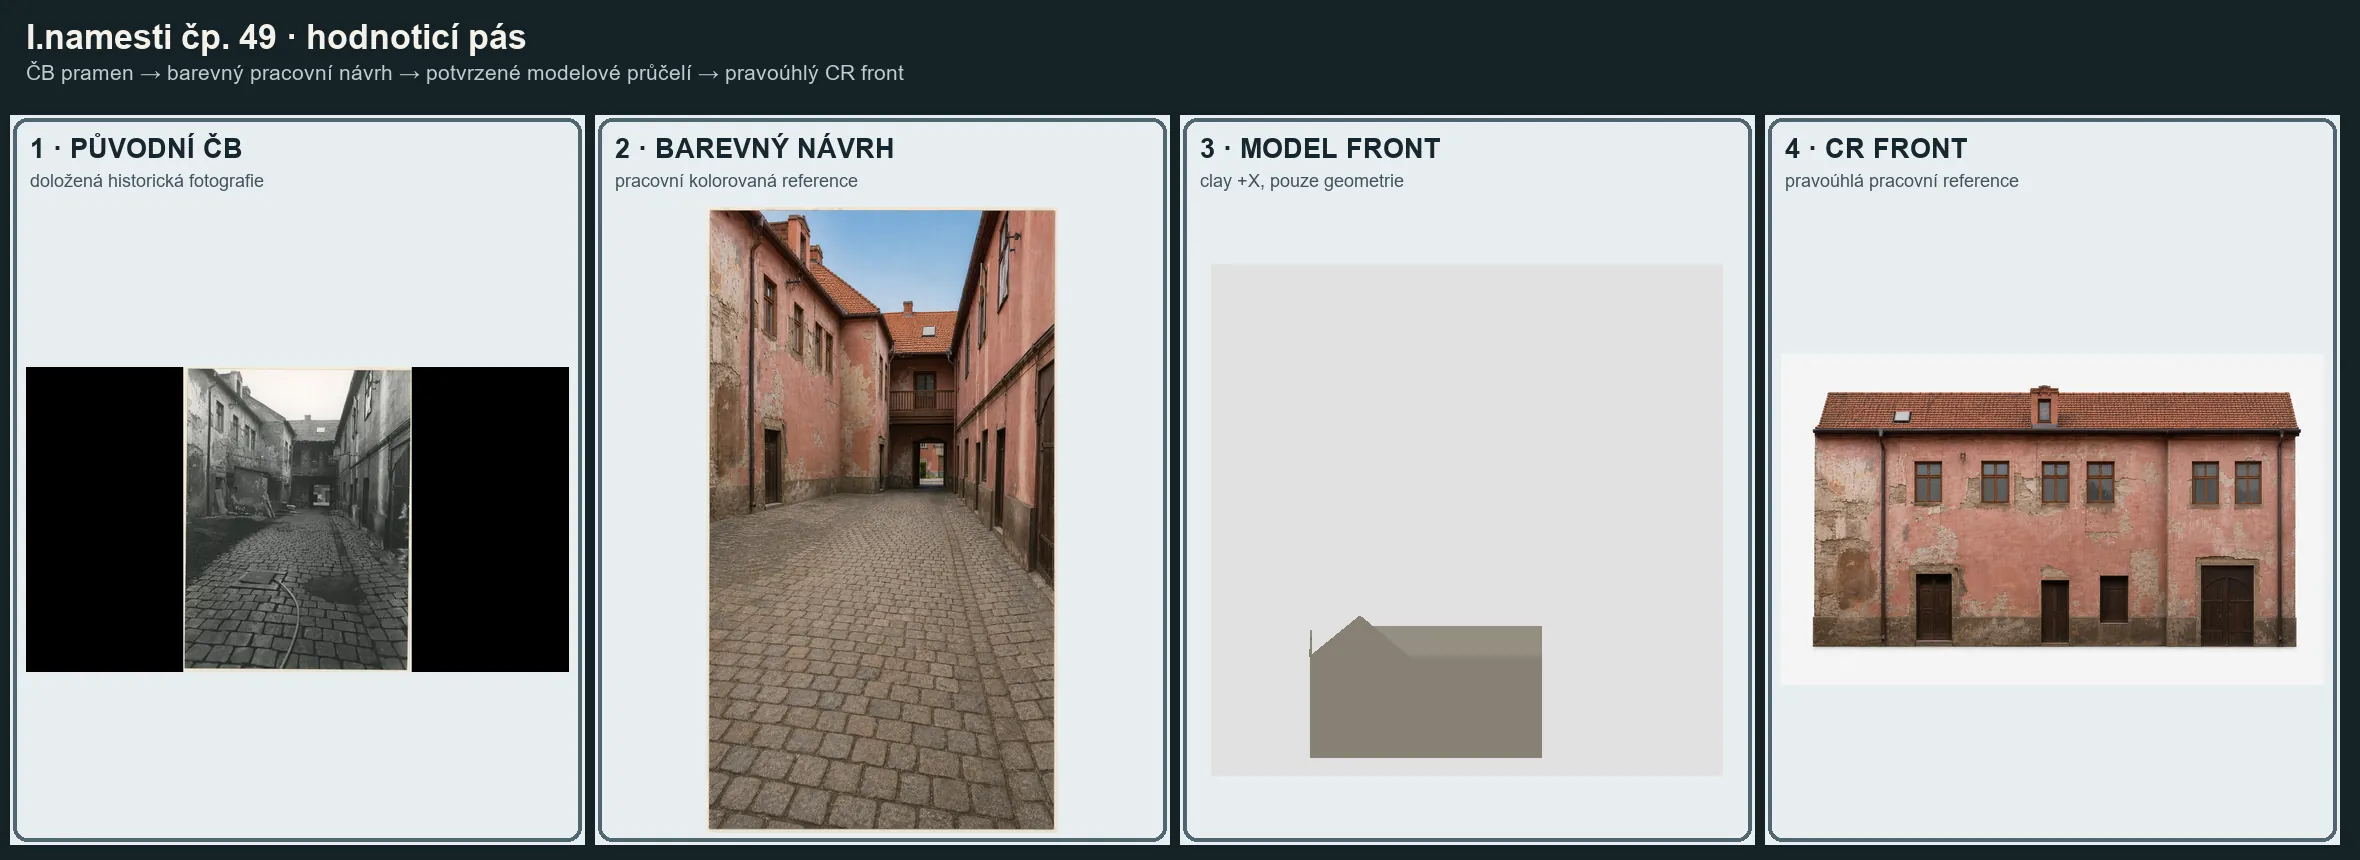 I.namesti čp. 49 · hodnoticí pás
ČB pramen → barevný pracovní návrh → potvrzené modelové průčelí → pravoúhlý CR front
1 · PŮVODNÍ ČB
doložená historická fotografie
2 · BAREVNÝ NÁVRH
pracovní kolorovaná reference
3 · MODEL FRONT
clay +X, pouze geometrie
4 · CR FRONT
pravoúhlá pracovní reference